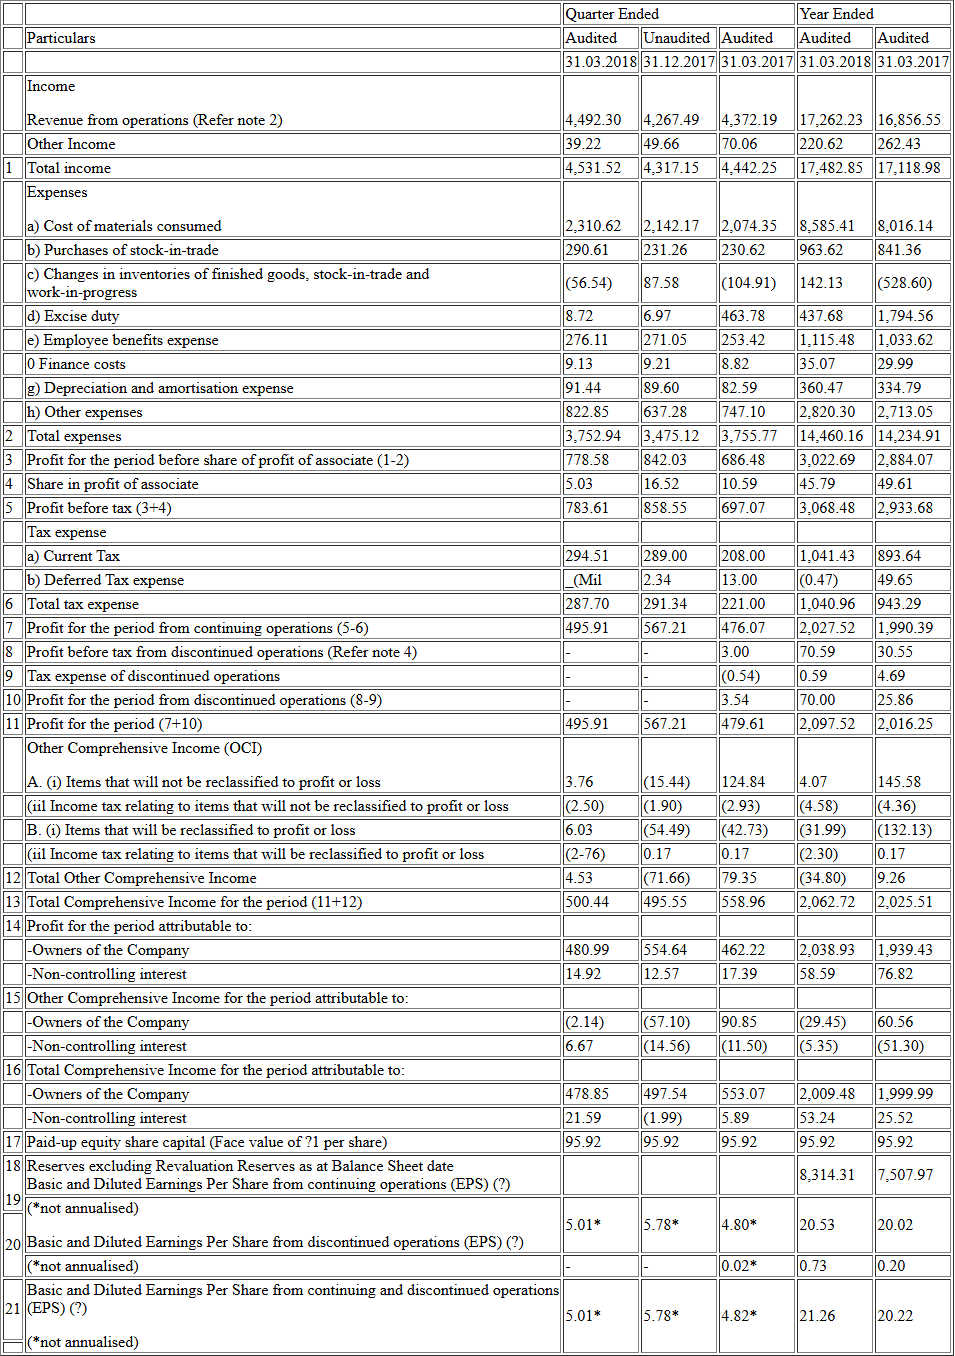 Quarter Ended Year Ended
Particulars Audited Unaudited Audited Audited Audited
31.03.2018 31.12.2017 31.03.2017 31.03.2018 31.03.2017
Income
Revenue from operations (Refer note 2) 4,492.30 4,267.49 4,372.19 17,262.23 16,856.55
Other Income 39.22 49.66 70.06 220.62 262.43
1 Total income 4,531.52 4,317.15 4,442.25 17,482.85 17,118.98
Expenses
a) Cost of materials consumed 2,310.62 2,142.17 2,074.35 8,585.41 8,016.14
b) Purchases of stock-in-trade 290.61 231.26 230.62 963.62 841.36
c) Changes in inventories of finished goods, stock-in-trade and
work-in-progress (56.54) 87.58 (104.91) 142.13 (528.60)
d) Excise duty 8.72 6.97 463.78 437.68 1,794.56
e) Employee benefits expense 276.11 271.05 253.42 1,115.48 1,033.62
0 Finance costs 9.13 9.21 8.82 35.07 29.99
g) Depreciation and amortisation expense 91.44 89.60 82.59 360.47 334.79
h) Other expenses 822.85 637.28 747.10 2,820.30 2,713.05
2 Total expenses 3,752.94 3,475.12 3,755.77 14,460.16 14,234.91
3 Profit for the period before share of profit of associate (1-2) 778.58 842.03 686.48 3,022.69 2,884.07
4 Share in profit of associate 5.03 16.52 10.59 45.79 49.61
5 Profit before tax (3+4) 783.61 858.55 697.07 3,068.48 2,933.68
Tax expense
a) Current Tax 294.51 289.00 208.00 1,041.43 893.64
b) Deferred Tax expense _(Mil 2.34 13.00 (0.47) 49.65
6 Total tax expense 287.70 291.34 221.00 1,040.96 943.29
7 Profit for the period from continuing operations (5-6) 495.91 567.21 476.07 2,027.52 1,990.39
8 Profit before tax from discontinued operations (Refer note 4) - - 3.00 70.59 30.55
9 Tax expense of discontinued operations - - (0.54) 0.59 4.69
10 Profit for the period from discontinued operations (8-9) - - 3.54 70.00 25.86
11 Profit for the period (7+10) 495.91 567.21 479.61 2,097.52 2,016.25
Other Comprehensive Income (OCI)
A. (i) Items that will not be reclassified to profit or loss 3.76 (15.44) 124.84 4.07 145.58
(iil Income tax relating to items that will not be reclassified to profit or loss (2.50) (1.90) (2.93) (4.58) (4.36)
B. (i) Items that will be reclassified to profit or loss 6.03 (54.49) (42.73) (31.99) (132.13)
(iil Income tax relating to items that will be reclassified to profit or loss (2-76) 0.17 0.17 (2.30) 0.17
12 Total Other Comprehensive Income 4.53 (71.66) 79.35 (34.80) 9.26
13 Total Comprehensive Income for the period (11+12) 500.44 495.55 558.96 2,062.72 2,025.51
14 Profit for the period attributable to:
-Owners of the Company 480.99 554.64 462.22 2,038.93 1,939.43
-Non-controlling interest 14.92 12.57 17.39 58.59 76.82
15 Other Comprehensive Income for the period attributable to:
-Owners of the Company (2.14) (57.10) 90.85 (29.45) 60.56
-Non-controlling interest 6.67 (14.56) (11.50) (5.35) (51.30)
16 Total Comprehensive Income for the period attributable to:
-Owners of the Company 478.85 497.54 553.07 2,009.48 1,999.99
-Non-controlling interest 21.59 (1.99) 5.89 53.24 25.52
17 Paid-up equity share capital (Face value of ?1 per share) 95.92 95.92 95.92 95.92 95.92
18 Reserves excluding Revaluation Reserves as at Balance Sheet date 8,314.31 7,507.97
Basic and Diluted Earnings Per Share from continuing operations (EPS) (?)
19 (*not annualised) 5.01* 5.78* 4.80* 20.53 20.02
20 Basic and Diluted Earnings Per Share from discontinued operations (EPS) (?)
(*not annualised) - - 0.02* 0.73 0.20
Basic and Diluted Earnings Per Share from continuing and discontinued operations
21 (EPS) (?) 5.01* 5.78* 4.82* 21.26 20.22
(*not annualised)